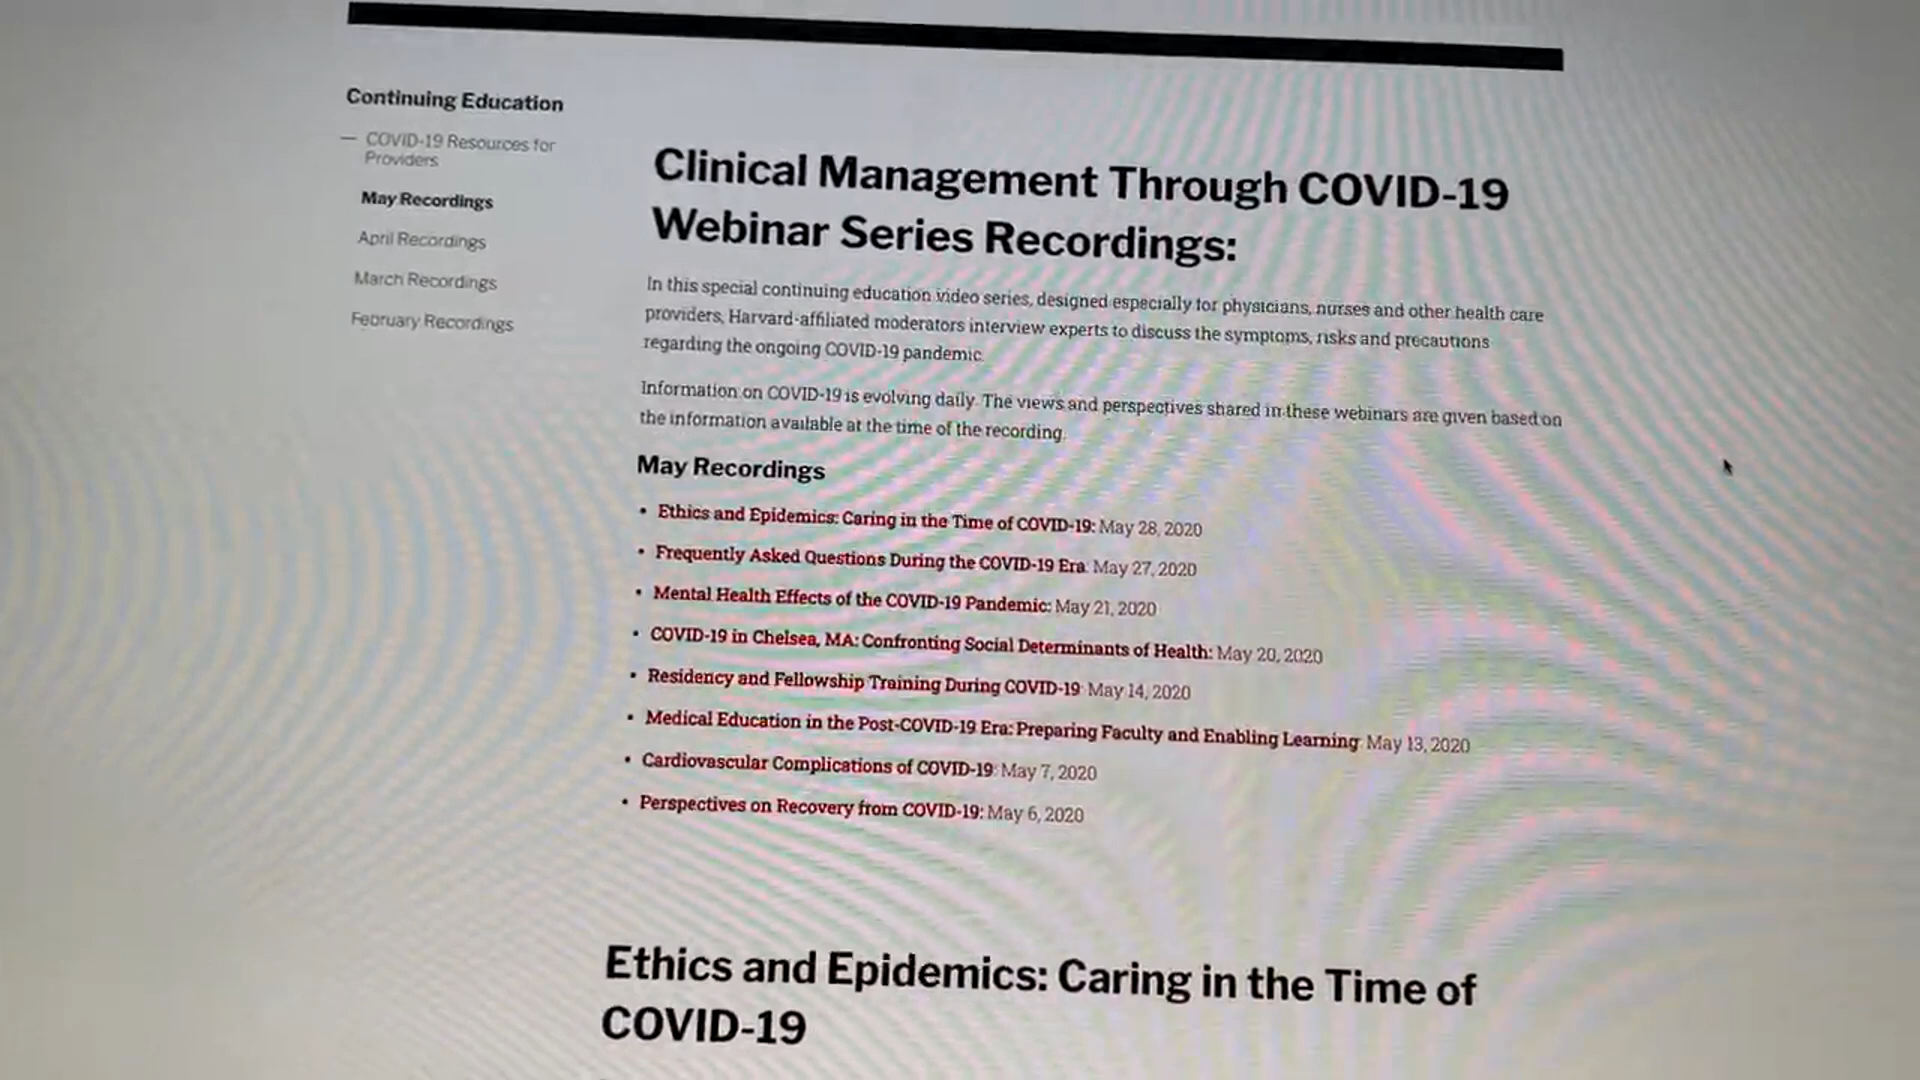 Continuing Education
— COVID-19 Resources for
Providers
May Recordings
April Recordings
March Recordings
February Recordings
Clinical Management Through COVID-19
Webinar Series Recordings:
In this special continuing education video series, designed especially for physicians, nurses and other health care
providers, Harvard-affiliated moderators interview experts to discuss the symptoms, risks and precautions
regarding the ongoing COVID-19 pandemic.
Information on COVID-19 is evolving daily. The views and perspectives shared in these webinars are given based on
the information available at the time of the recording.
May Recordings
• Ethics and Epidemics: Caring in the Time of COVID-19: May 28, 2020
• Frequently Asked Questions During the COVID-19 Era: May 27, 2020
• Mental Health Effects of the COVID-19 Pandemic: May 21, 2020
• COVID-19 in Chelsea, MA: Confronting Social Determinants of Health: May 20, 2020
• Residency and Fellowship Training During COVID-19: May 14, 2020
• Medical Education in the Post-COVID-19 Era: Preparing Faculty and Enabling Learning: May 13, 2020
• Cardiovascular Complications of COVID-19: May 7, 2020
• Perspectives on Recovery from COVID-19: May 6, 2020
Ethics and Epidemics: Caring in the Time of
COVID-19